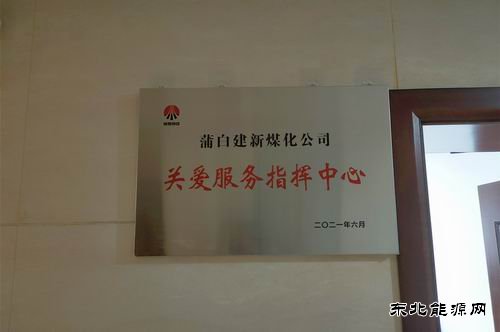 蒲白建新煤化公司
关爱服务指挥中心
二〇二一年六月
东北能源网